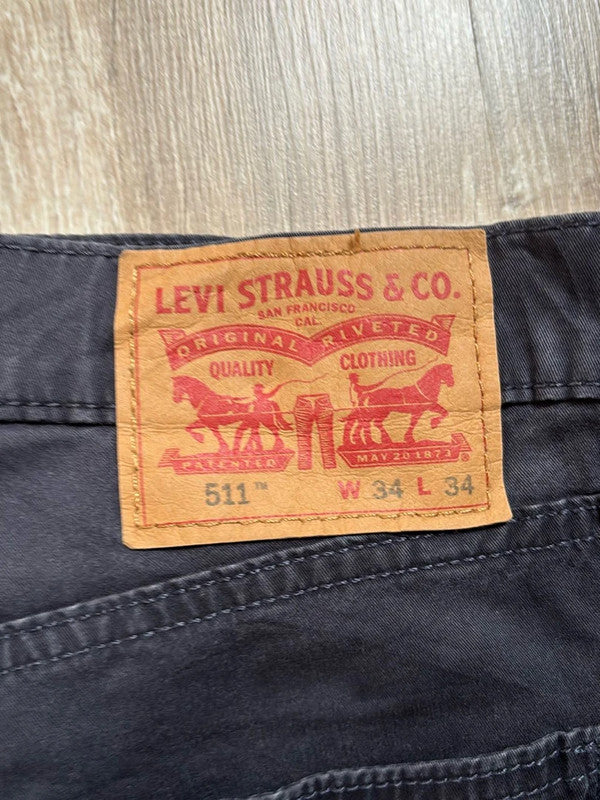 LEVI STRAUSS & CO.
SAN FRANCISCO
CAL.
ORIGINAL RIVETED
QUALITY CLOTHING
PATENTED MAY 20 1873 ®
511™ W 34 L 34